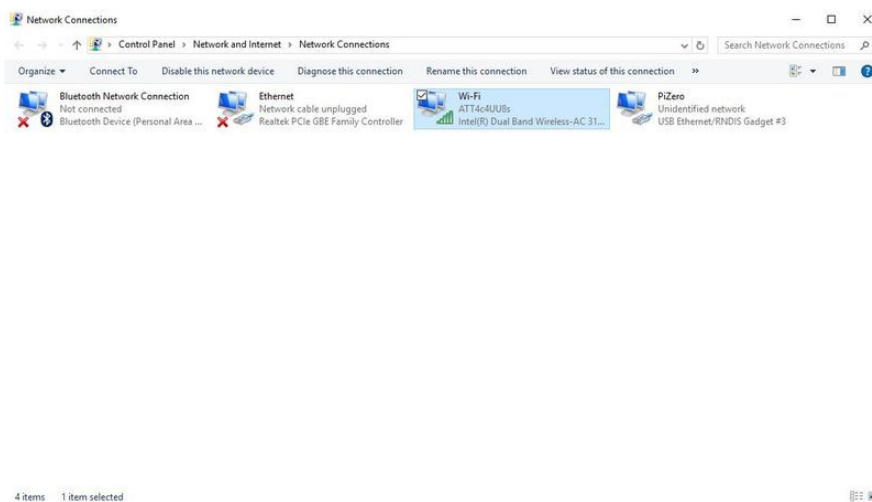 Network Connections
Control Panel > Network and Internet > Network Connections
Search Network Connections
Organize
Connect To
Disable this network device
Diagnose this connection
Rename this connection
View status of this connection
»
Bluetooth Network Connection
Not connected
Bluetooth Device (Personal Area ...
Ethernet
Network cable unplugged
Realtek PCIe GBE Family Controller
Wi-Fi
ATT4c4UU8s
Intel(R) Dual Band Wireless-AC 31...
PiZero
Unidentified network
USB Ethernet/RNDIS Gadget #3
4 items
1 item selected